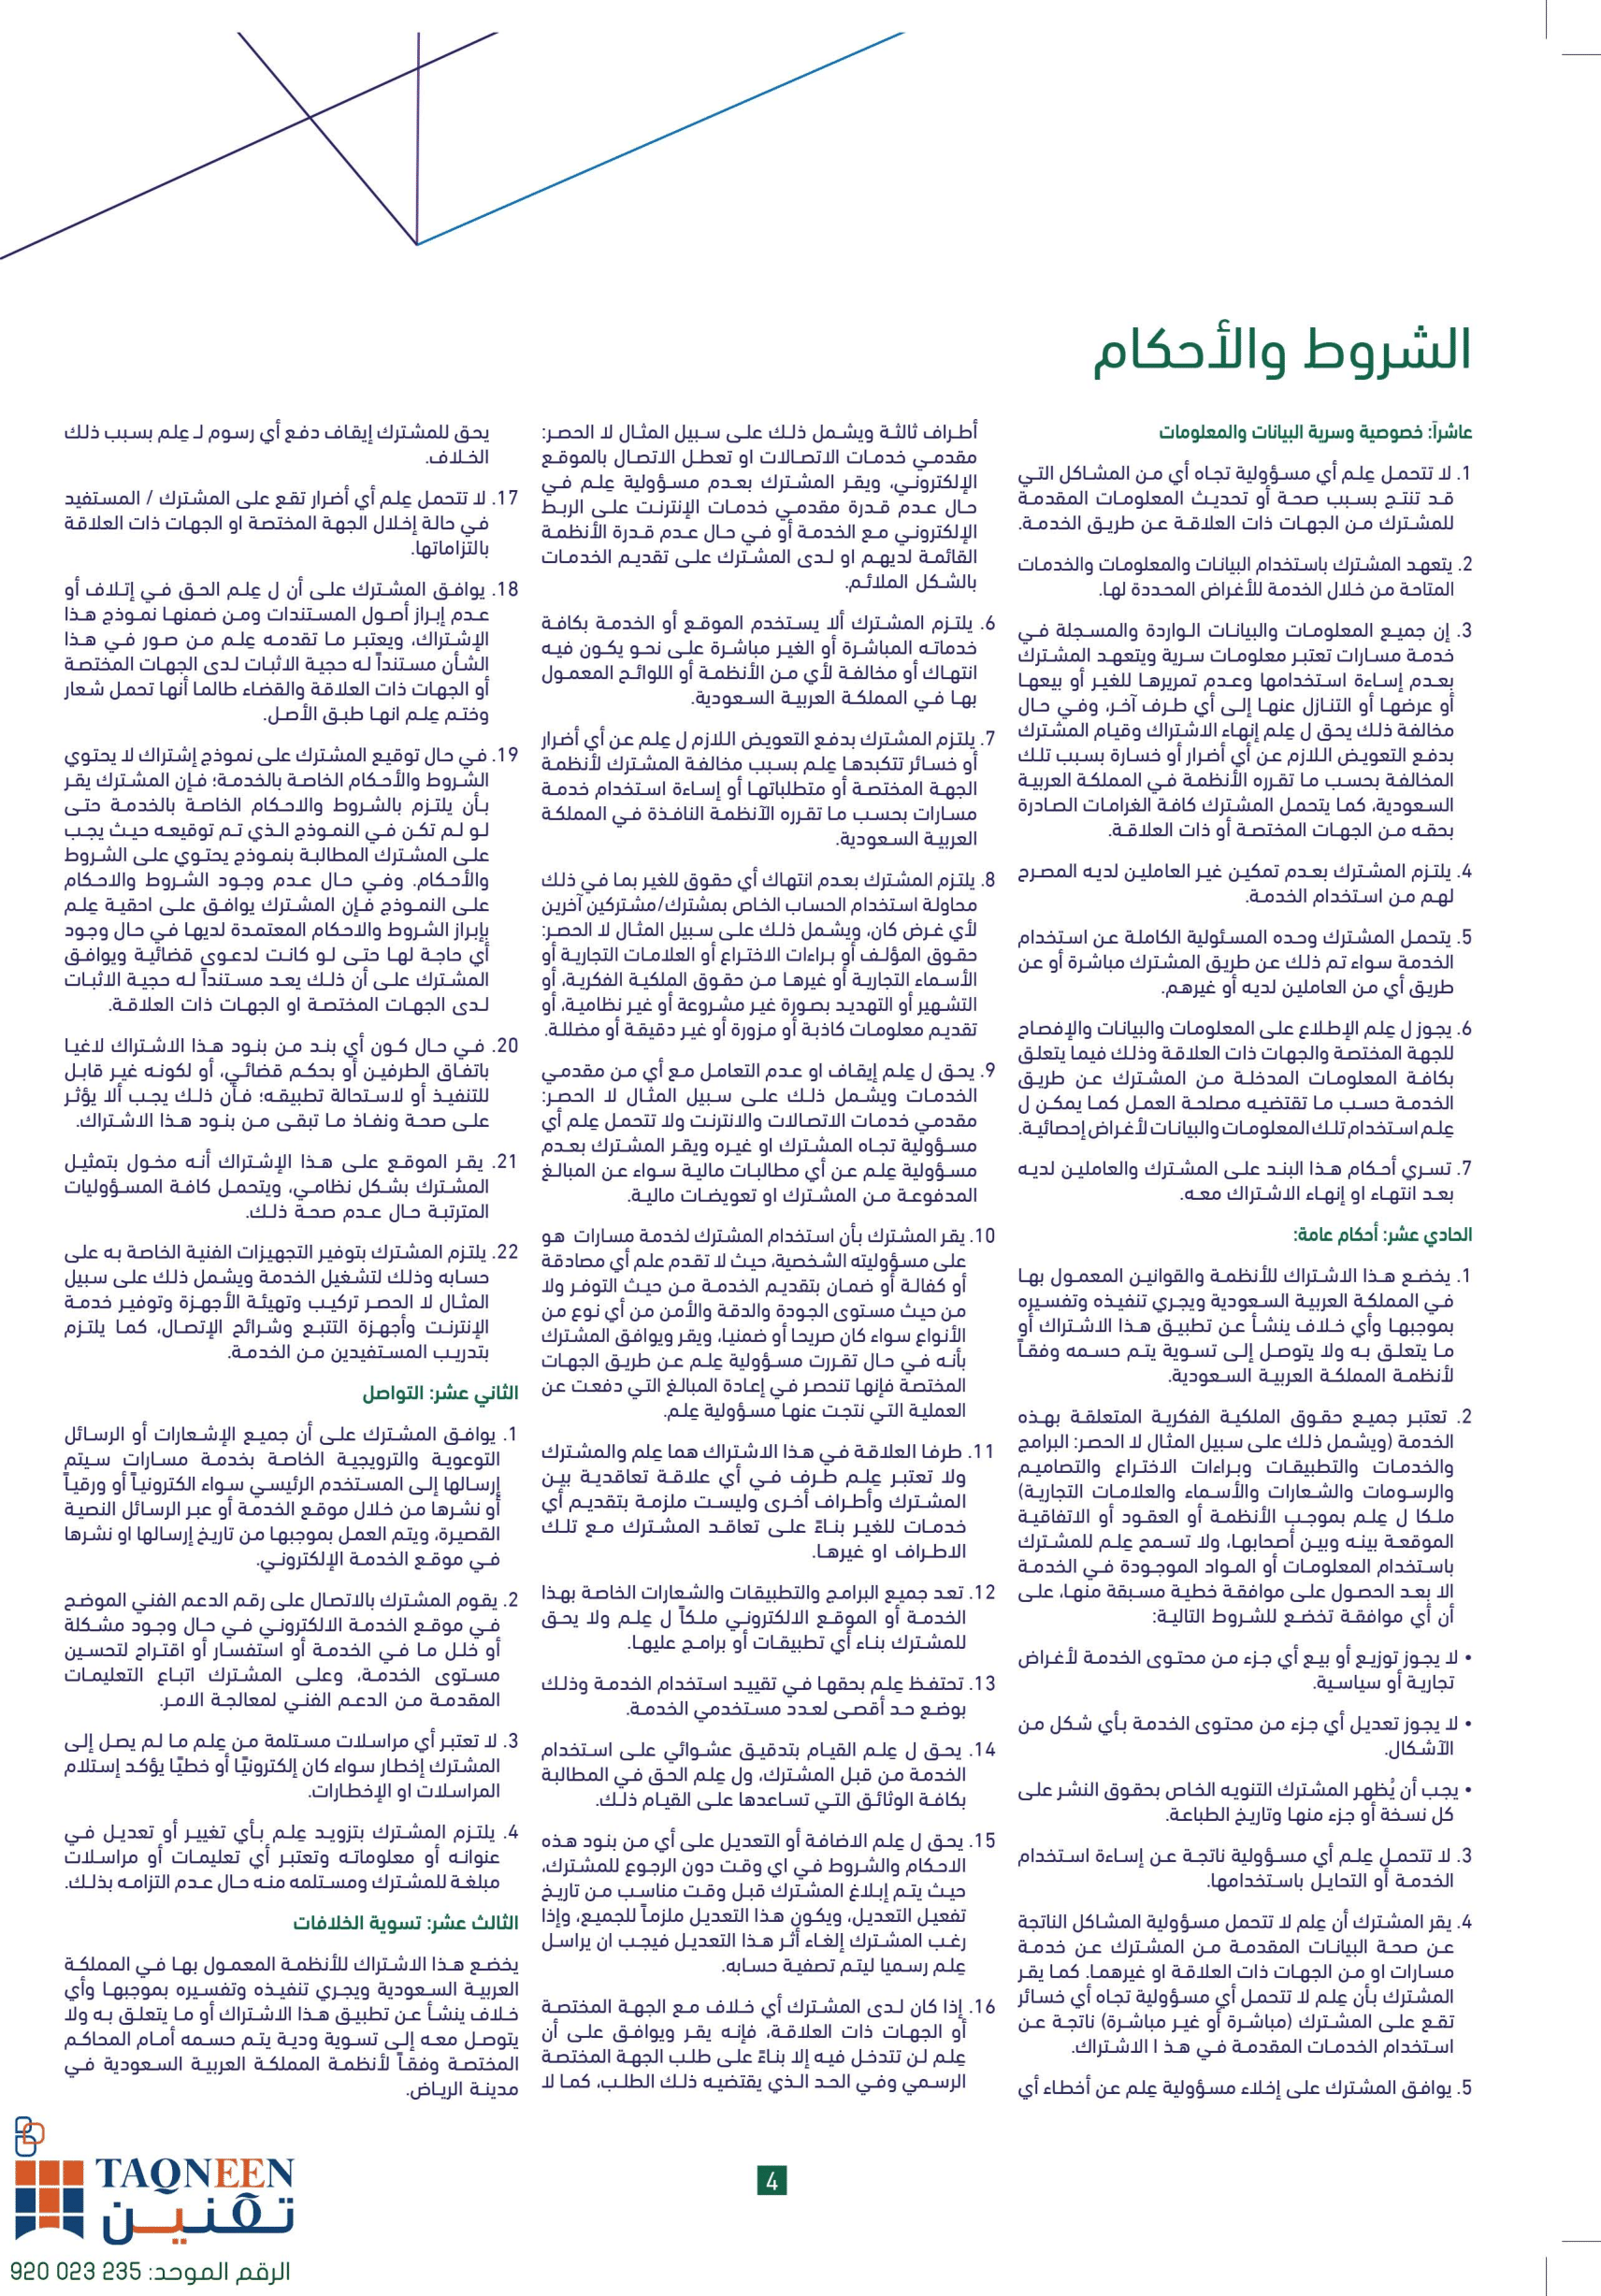 الشروط والأحكام
عاشراً: خصوصية وسرية البيانات والمعلومات
1. لا تتحمل عِلم أي مسؤولية تجاه أي من المشاكل التي
قد تنتج بسبب صحة أو تحديث المعلومات المقدمة
للمشترك من الجهات ذات العلاقة عن طريق الخدمة.
2. يتعهد المشترك باستخدام البيانات والمعلومات والخدمات
المتاحة من خلال الخدمة للأغراض المحددة لها.
3. إن جميع المعلومات والبيانات الواردة والمسجلة في
خدمة مسارات تعتبر معلومات سرية ويتعهد المشترك
بعدم إساءة استخدامها وعدم تمريرها للغير أو بيعها
أو عرضها أو التنازل عنها إلى أي طرف آخر، وفي حال
مخالفة ذلك يحق ل عِلم إنهاء الاشتراك وقيام المشترك
بدفع التعويض اللازم عن أي أضرار أو خسارة بسبب تلك
المخالفة بحسب ما تقرره الأنظمة في المملكة العربية
السعودية، كما يتحمل المشترك كافة الغرامات الصادرة
بحقه من الجهات المختصة أو ذات العلاقة.
4. يلتزم المشترك بعدم تمكين غير العاملين لديه المصرح
لهم من استخدام الخدمة.
5. يتحمل المشترك وحده المسئولية الكاملة عن استخدام
الخدمة سواء تم ذلك عن طريق المشترك مباشرة أو عن
طريق أي من العاملين لديه أو غيرهم.
6. يجوز ل عِلم الإطلاع على المعلومات والبيانات والإفصاح
للجهة المختصة والجهات ذات العلاقة وذلك فيما يتعلق
بكافة المعلومات المدخلة من المشترك عن طريق
الخدمة حسب ما تقتضيه مصلحة العمل كما يمكن ل
عِلم استخدام تلك المعلومات والبيانات لأغراض إحصائية.
7. تسري أحكام هذا البند على المشترك والعاملين لديه
بعد انتهاء او إنهاء الاشتراك معه.
الحادي عشر: أحكام عامة:
1. يخضع هذا الاشتراك للأنظمة والقوانين المعمول بها
في المملكة العربية السعودية ويجري تنفيذه وتفسيره
بموجبها وأي خلاف ينشأ عن تطبيق هذا الاشتراك أو
ما يتعلق به ولا يتوصل إلى تسوية يتم حسمه وفقاً
لأنظمة المملكة العربية السعودية.
2. تعتبر جميع حقوق الملكية الفكرية المتعلقة بهذه
الخدمة (ويشمل ذلك على سبيل المثال لا الحصر: البرامج
والخدمات والتطبيقات وبراءات الاختراع والتصاميم
والرسومات والشعارات والأسماء والعلامات التجارية)
ملكا ل عِلم بموجب الأنظمة أو العقود أو الاتفاقية
الموقعة بينه وبين أصحابها، ولا تسمح عِلم للمشترك
باستخدام المعلومات أو المواد الموجودة في الخدمة
الا بعد الحصول على موافقة خطية مسبقة منها، على
أن أي موافقة تخضع للشروط التالية:
• لا يجوز توزيع أو بيع أي جزء من محتوى الخدمة لأغراض
تجارية أو سياسية.
• لا يجوز تعديل أي جزء من محتوى الخدمة بأي شكل من
الآشكال.
• يجب أن يُظهر المشترك التنويه الخاص بحقوق النشر على
كل نسخة أو جزء منها وتاريخ الطباعة.
3. لا تتحمل عِلم أي مسؤولية ناتجة عن إساءة استخدام
الخدمة أو التحايل باستخدامها.
4. يقر المشترك أن عِلم لا تتحمل مسؤولية المشاكل الناتجة
عن صحة البيانات المقدمة من المشترك عن خدمة
مسارات او من الجهات ذات العلاقة او غيرهما. كما يقر
المشترك بأن عِلم لا تتحمل أي مسؤولية تجاه أي خسائر
تقع على المشترك (مباشرة أو غير مباشرة) ناتجة عن
استخدام الخدمات المقدمة في هذ ا الاشتراك.
5. يوافق المشترك على إخلاء مسؤولية عِلم عن أخطاء أي
أطراف ثالثة ويشمل ذلك على سبيل المثال لا الحصر:
مقدمي خدمات الاتصالات او تعطل الاتصال بالموقع
الإلكتروني، ويقر المشترك بعدم مسؤولية عِلم في
حال عدم قدرة مقدمي خدمات الإنترنت على الربط
الإلكتروني مع الخدمة أو في حال عدم قدرة الأنظمة
القائمة لديهم او لدى المشترك على تقديم الخدمات
بالشكل الملائم.
6. يلتزم المشترك ألا يستخدم الموقع أو الخدمة بكافة
خدماته المباشرة أو الغير مباشرة على نحو يكون فيه
انتهاك أو مخالفة لأي من الأنظمة أو اللوائح المعمول
بها في المملكة العربية السعودية.
7. يلتزم المشترك بدفع التعويض اللازم ل عِلم عن أي أضرار
أو خسائر تتكبدها عِلم بسبب مخالفة المشترك لأنظمة
الجهة المختصة أو متطلباتها أو إساءة استخدام خدمة
مسارات بحسب ما تقرره الآنظمة النافذة في المملكة
العربية السعودية.
8. يلتزم المشترك بعدم انتهاك أي حقوق للغير بما في ذلك
محاولة استخدام الحساب الخاص بمشترك/مشتركين آخرين
لأي غرض كان، ويشمل ذلك على سبيل المثال لا الحصر:
حقوق المؤلف أو براءات الاختراع أو العلامات التجارية أو
الأسماء التجارية أو غيرها من حقوق الملكية الفكرية، أو
التشهير أو التهديد بصورة غير مشروعة أو غير نظامية، أو
تقديم معلومات كاذبة أو مزورة أو غير دقيقة أو مضللة.
9. يحق ل عِلم إيقاف او عدم التعامل مع أي من مقدمي
الخدمات ويشمل ذلك على سبيل المثال لا الحصر:
مقدمي خدمات الاتصالات والانترنت ولا تتحمل عِلم أي
مسؤولية تجاه المشترك او غيره ويقر المشترك بعدم
مسؤولية عِلم عن أي مطالبات مالية سواء عن المبالغ
المدفوعة من المشترك او تعويضات مالية.
10. يقر المشترك بأن استخدام المشترك لخدمة مسارات هو
على مسؤوليته الشخصية، حيث لا تقدم علم أي مصادقة
أو كفالة أو ضمان بتقديم الخدمة من حيث التوفر ولا
من حيث مستوى الجودة والدقة والأمن من أي نوع من
الأنواع سواء كان صريحا أو ضمنيا، ويقر ويوافق المشترك
بأنه في حال تقررت مسؤولية عِلم عن طريق الجهات
المختصة فإنها تنحصر في إعادة المبالغ التي دفعت عن
العملية التي نتجت عنها مسؤولية عِلم.
11. طرفا العلاقة في هذا الاشتراك هما عِلم والمشترك
ولا تعتبر عِلم طرف في أي علاقة تعاقدية بين
المشترك وأطراف أخرى وليست ملزمة بتقديم أي
خدمات للغير بناءً على تعاقد المشترك مع تلك
الاطراف او غيرها.
12. تعد جميع البرامج والتطبيقات والشعارات الخاصة بهذا
الخدمة أو الموقع الالكتروني ملكاً ل عِلم ولا يحق
للمشترك بناء أي تطبيقات أو برامج عليها.
13. تحتفظ عِلم بحقها في تقييد استخدام الخدمة وذلك
بوضع حد أقصى لعدد مستخدمي الخدمة.
14. يحق ل عِلم القيام بتدقيق عشوائي على استخدام
الخدمة من قبل المشترك، ول عِلم الحق في المطالبة
بكافة الوثائق التي تساعدها على القيام ذلك.
15. يحق ل عِلم الاضافة أو التعديل على أي من بنود هذه
الاحكام والشروط في اي وقت دون الرجوع للمشترك،
حيث يتم إبلاغ المشترك قبل وقت مناسب من تاريخ
تفعيل التعديل، ويكون هذا التعديل ملزماً للجميع، وإذا
رغب المشترك إلغاء أثر هذا التعديل فيجب ان يراسل
عِلم رسميا ليتم تصفية حسابه.
16. إذا كان لدى المشترك أي خلاف مع الجهة المختصة
أو الجهات ذات العلاقة، فإنه يقر ويوافق على أن
عِلم لن تتدخل فيه إلا بناءً على طلب الجهة المختصة
الرسمي وفي الحد الذي يقتضيه ذلك الطلب، كما لا
يحق للمشترك إيقاف دفع أي رسوم لـ عِلم بسبب ذلك
الخلاف.
17. لا تتحمل عِلم أي أضرار تقع على المشترك / المستفيد
في حالة إخلال الجهة المختصة او الجهات ذات العلاقة
بالتزاماتها.
18. يوافق المشترك على أن ل عِلم الحق في إتلاف أو
عدم إبراز أصول المستندات ومن ضمنها نموذج هذا
الإشتراك، ويعتبر ما تقدمه عِلم من صور في هذا
الشأن مستنداً له حجية الاثبات لدى الجهات المختصة
أو الجهات ذات العلاقة والقضاء طالما أنها تحمل شعار
وختم عِلم انها طبق الأصل.
19. في حال توقيع المشترك على نموذج إشتراك لا يحتوي
الشروط والأحكام الخاصة بالخدمة؛ فإن المشترك يقر
بأن يلتزم بالشروط والاحكام الخاصة بالخدمة حتى
لو لم تكن في النموذج الذي تم توقيعه حيث يجب
على المشترك المطالبة بنموذج يحتوي على الشروط
والأحكام. وفي حال عدم وجود الشروط والاحكام
على النموذج فإن المشترك يوافق على احقية عِلم
بإبراز الشروط والاحكام المعتمدة لديها في حال وجود
أي حاجة لها حتى لو كانت لدعوى قضائية ويوافق
المشترك على أن ذلك يعد مستنداً له حجية الاثبات
لدى الجهات المختصة او الجهات ذات العلاقة.
20. في حال كون أي بند من بنود هذا الاشتراك لاغيا
باتفاق الطرفين أو بحكم قضائي، أو لكونه غير قابل
للتنفيذ أو لاستحالة تطبيقه؛ فأن ذلك يجب ألا يؤثر
على صحة ونفاذ ما تبقى من بنود هذا الاشتراك.
21. يقر الموقع على هذا الإشتراك أنه مخول بتمثيل
المشترك بشكل نظامي، ويتحمل كافة المسؤوليات
المترتبة حال عدم صحة ذلك.
22. يلتزم المشترك بتوفير التجهيزات الفنية الخاصة به على
حسابه وذلك لتشغيل الخدمة ويشمل ذلك على سبيل
المثال لا الحصر تركيب وتهيئة الأجهزة وتوفير خدمة
الإنترنت وأجهزة التتبع وشرائح الإتصال، كما يلتزم
بتدريب المستفيدين من الخدمة.
الثاني عشر: التواصل
1. يوافق المشترك على أن جميع الإشعارات أو الرسائل
التوعوية والترويجية الخاصة بخدمة مسارات سيتم
إرسالها إلى المستخدم الرئيسي سواء الكترونياً أو ورقياً
أو نشرها من خلال موقع الخدمة أو عبر الرسائل النصية
القصيرة، ويتم العمل بموجبها من تاريخ إرسالها او نشرها
في موقع الخدمة الإلكتروني.
2. يقوم المشترك بالاتصال على رقم الدعم الفني الموضح
في موقع الخدمة الالكتروني في حال وجود مشكلة
أو خلل ما في الخدمة أو استفسار أو اقتراح لتحسين
مستوى الخدمة، وعلى المشترك اتباع التعليمات
المقدمة من الدعم الفني لمعالجة الامر.
3. لا تعتبر أي مراسلات مستلمة من عِلم ما لم يصل إلى
المشترك إخطار سواء كان إلكترونيًا أو خطيًا يؤكد إستلام
المراسلات او الإخطارات.
4. يلتزم المشترك بتزويد عِلم بأي تغيير أو تعديل في
عنوانه أو معلوماته وتعتبر أي تعليمات أو مراسلات
مبلغة للمشترك ومستلمه منه حال عدم التزامه بذلك.
الثالث عشر: تسوية الخلافات
يخضع هذا الاشتراك للأنظمة المعمول بها في المملكة
العربية السعودية ويجري تنفيذه وتفسيره بموجبها وأي
خلاف ينشأ عن تطبيق هذا الاشتراك أو ما يتعلق به ولا
يتوصل معه إلى تسوية ودية يتم حسمه أمام المحاكم
المختصة وفقاً لأنظمة المملكة العربية السعودية في
مدينة الرياض.
4
TAQNEEN
تقنين
الرقم الموحد: 235 023 920